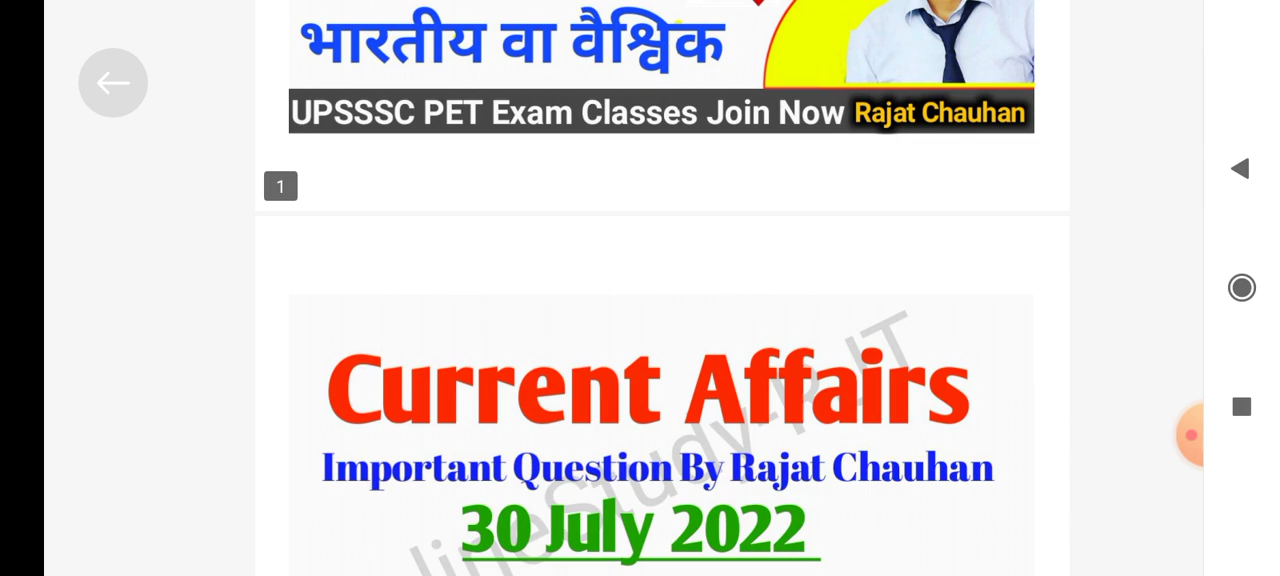 भारतीय वा वैश्विक
UPSSSC PET Exam Classes Join Now Rajat Chauhan
1
Current Affairs
Important Question By Rajat Chauhan
30 July 2022